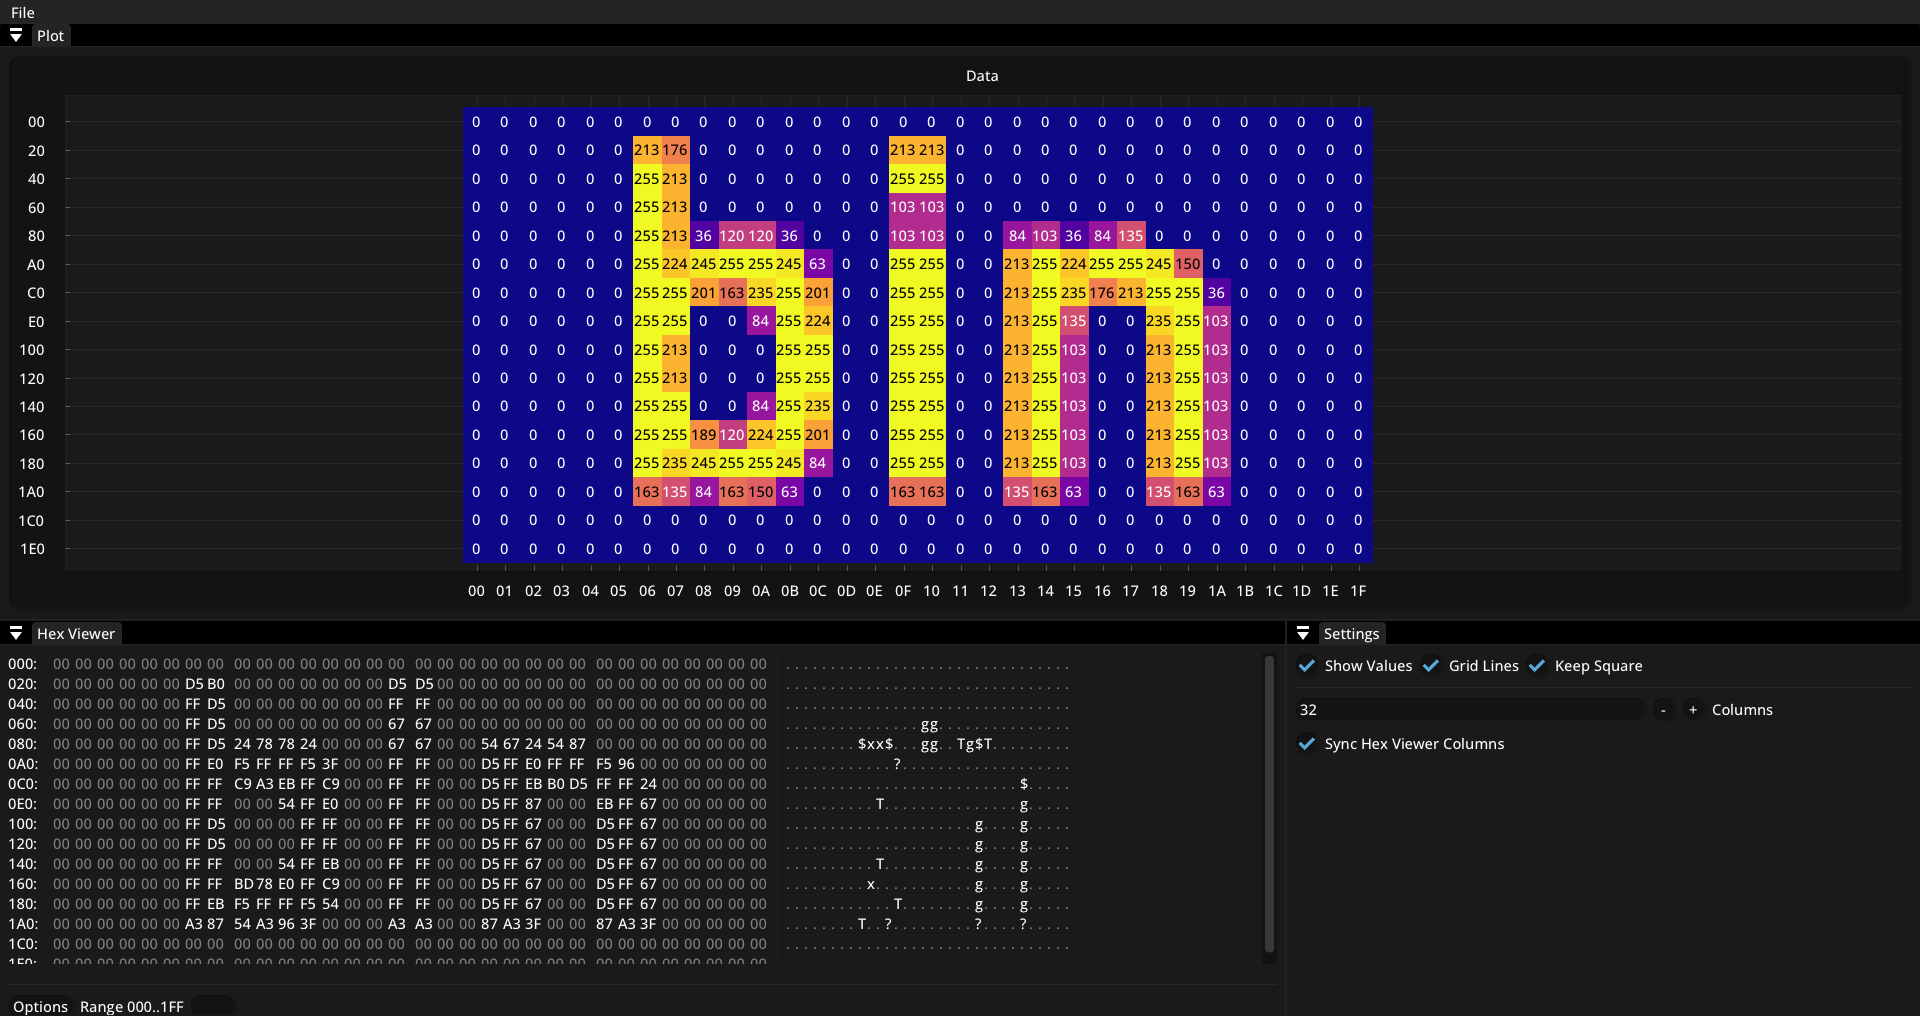 File
Plot
Data
00 0 0 0 0 0 0 0 0 0 0 0 0 0 0 0 0 0 0 0 0 0 0 0 0 0 0 0 0 0 0 0 0
20 0 0 0 0 0 0 213 176 0 0 0 0 0 0 0 213 213 0 0 0 0 0 0 0 0 0 0 0 0 0 0 0
40 0 0 0 0 0 0 255 213 0 0 0 0 0 0 0 255 255 0 0 0 0 0 0 0 0 0 0 0 0 0 0 0
60 0 0 0 0 0 0 255 213 0 0 0 0 0 0 0 103 103 0 0 0 0 0 0 0 0 0 0 0 0 0 0 0
80 0 0 0 0 0 0 255 213 36 120 120 36 0 0 0 103 103 0 0 84 103 36 84 135 0 0 0 0 0 0 0 0
A0 0 0 0 0 0 0 255 224 245 255 255 245 63 0 0 255 255 0 0 213 255 224 255 255 245 150 0 0 0 0 0 0
C0 0 0 0 0 0 0 255 255 201 163 235 255 201 0 0 255 255 0 0 213 255 235 176 213 255 255 36 0 0 0 0 0
E0 0 0 0 0 0 0 255 255 0 0 84 255 224 0 0 255 255 0 0 213 255 135 0 0 235 255 103 0 0 0 0 0
100 0 0 0 0 0 0 255 213 0 0 0 255 255 0 0 255 255 0 0 213 255 103 0 0 213 255 103 0 0 0 0 0
120 0 0 0 0 0 0 255 213 0 0 0 255 255 0 0 255 255 0 0 213 255 103 0 0 213 255 103 0 0 0 0 0
140 0 0 0 0 0 0 255 255 0 0 84 255 235 0 0 255 255 0 0 213 255 103 0 0 213 255 103 0 0 0 0 0
160 0 0 0 0 0 0 255 255 189 120 224 255 201 0 0 255 255 0 0 213 255 103 0 0 213 255 103 0 0 0 0 0
180 0 0 0 0 0 0 255 235 245 255 255 245 84 0 0 255 255 0 0 213 255 103 0 0 213 255 103 0 0 0 0 0
1A0 0 0 0 0 0 0 163 135 84 163 150 63 0 0 0 163 163 0 0 135 163 63 0 0 135 163 63 0 0 0 0 0
1C0 0 0 0 0 0 0 0 0 0 0 0 0 0 0 0 0 0 0 0 0 0 0 0 0 0 0 0 0 0 0 0 0
1E0 0 0 0 0 0 0 0 0 0 0 0 0 0 0 0 0 0 0 0 0 0 0 0 0 0 0 0 0 0 0 0 0
00 01 02 03 04 05 06 07 08 09 0A 0B 0C 0D 0E 0F 10 11 12 13 14 15 16 17 18 19 1A 1B 1C 1D 1E 1F
Hex Viewer
000: 00 00 00 00 00 00 00 00 00 00 00 00 00 00 00 00 00 00 00 00 00 00 00 00 00 00 00 00 00 00 00 00 ................................
020: 00 00 00 00 00 00 D5 B0 00 00 00 00 00 00 00 D5 D5 00 00 00 00 00 00 00 00 00 00 00 00 00 00 00 ................................
040: 00 00 00 00 00 00 FF D5 00 00 00 00 00 00 00 FF FF 00 00 00 00 00 00 00 00 00 00 00 00 00 00 00 ................................
060: 00 00 00 00 00 00 FF D5 00 00 00 00 00 00 00 67 67 00 00 00 00 00 00 00 00 00 00 00 00 00 00 00 ...............gg...............
080: 00 00 00 00 00 00 FF D5 24 78 78 24 00 00 00 67 67 00 00 54 67 24 54 87 00 00 00 00 00 00 00 00 ........$xx$...gg..Tg$T.........
0A0: 00 00 00 00 00 00 FF E0 F5 FF FF F5 3F 00 00 FF FF 00 00 D5 FF E0 FF FF F5 96 00 00 00 00 00 00 ............?...................
0C0: 00 00 00 00 00 00 FF FF C9 A3 EB FF C9 00 00 FF FF 00 00 D5 FF EB B0 D5 FF FF 24 00 00 00 00 00 ..........................$.....
0E0: 00 00 00 00 00 00 FF FF 00 00 54 FF E0 00 00 FF FF 00 00 D5 FF 87 00 00 EB FF 67 00 00 00 00 00 ..........T...............g.....
100: 00 00 00 00 00 00 FF D5 00 00 00 FF FF 00 00 FF FF 00 00 D5 FF 67 00 00 D5 FF 67 00 00 00 00 00 .....................g....g.....
120: 00 00 00 00 00 00 FF D5 00 00 00 FF FF 00 00 FF FF 00 00 D5 FF 67 00 00 D5 FF 67 00 00 00 00 00 .....................g....g.....
140: 00 00 00 00 00 00 FF FF 00 00 54 FF EB 00 00 FF FF 00 00 D5 FF 67 00 00 D5 FF 67 00 00 00 00 00 ..........T..........g....g.....
160: 00 00 00 00 00 00 FF FF BD 78 E0 FF C9 00 00 FF FF 00 00 D5 FF 67 00 00 D5 FF 67 00 00 00 00 00 .........x...........g....g.....
180: 00 00 00 00 00 00 FF EB F5 FF FF F5 54 00 00 FF FF 00 00 D5 FF 67 00 00 D5 FF 67 00 00 00 00 00 ............T........g....g.....
1A0: 00 00 00 00 00 00 A3 87 54 A3 96 3F 00 00 00 A3 A3 00 00 87 A3 3F 00 00 87 A3 3F 00 00 00 00 00 ........T..?.........?....?.....
1C0: 00 00 00 00 00 00 00 00 00 00 00 00 00 00 00 00 00 00 00 00 00 00 00 00 00 00 00 00 00 00 00 00 ................................
Options Range 000..1FF
Settings
Show Values Grid Lines Keep Square
32 - + Columns
Sync Hex Viewer Columns